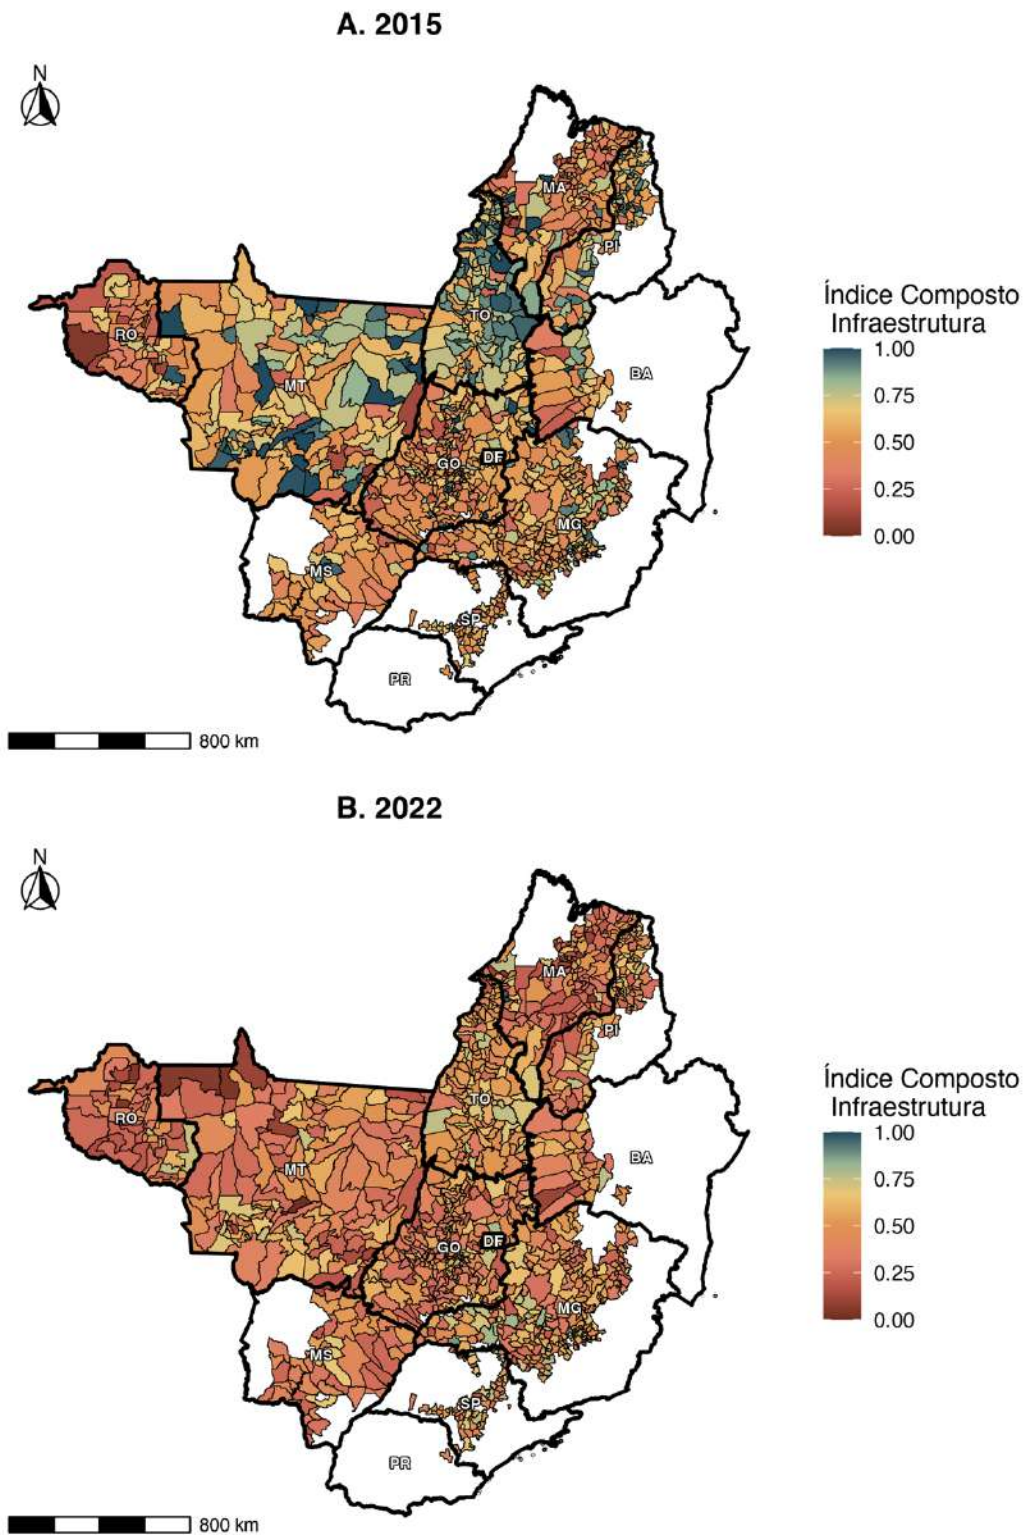 A. 2015
N
MA
PI
RO
TO
MT
BA
GO
DF
MG
MS
SP
PR
Índice Composto
Infraestrutura
1.00
0.75
0.50
0.25
0.00
800 km
B. 2022
N
MA
PI
RO
TO
MT
BA
GO
DF
MG
MS
SP
PR
Índice Composto
Infraestrutura
1.00
0.75
0.50
0.25
0.00
800 km